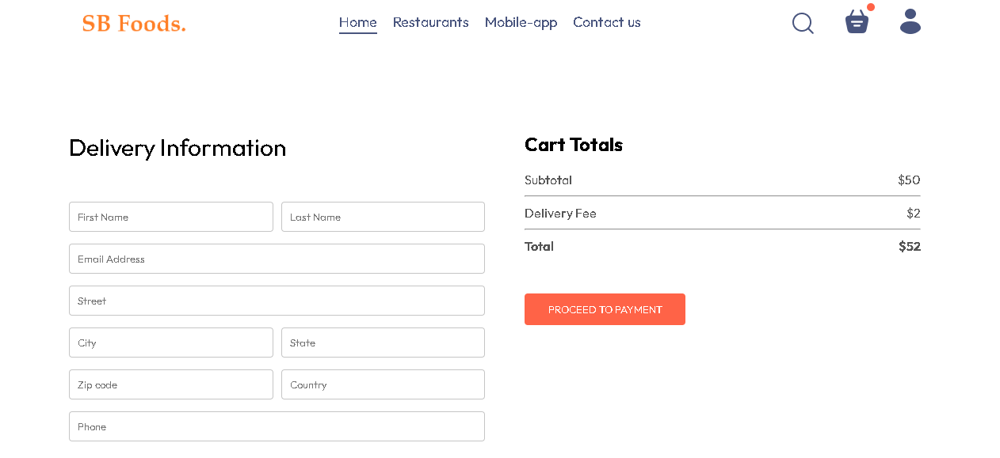 SB Foods.
Home Restaurants Mobile-app Contact us
Delivery Information
First Name Last Name
Email Address
Street
City State
Zip code Country
Phone
Cart Totals
Subtotal $50
Delivery Fee $2
Total $52
PROCEED TO PAYMENT